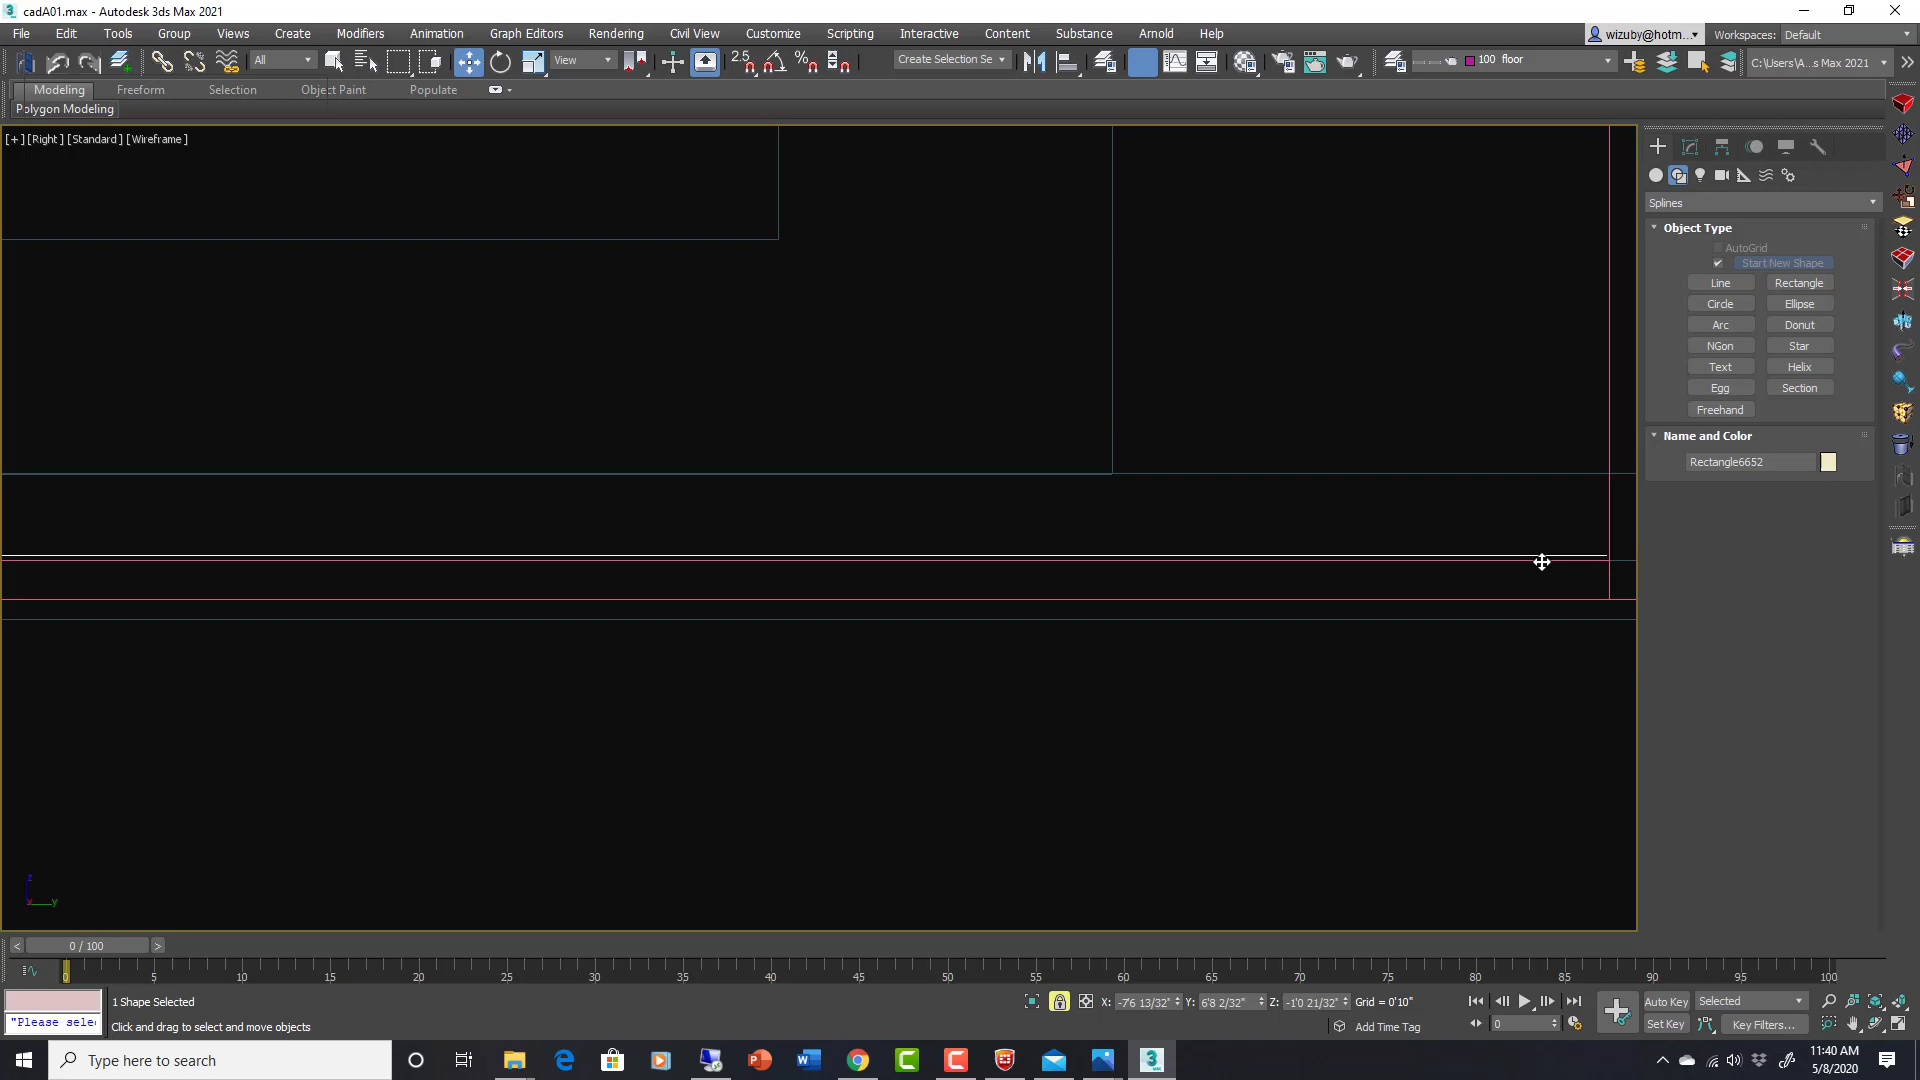 cadA01.max - Autodesk 3ds Max 2021
File Edit Tools Group Views Create Modifiers Animation Graph Editors Rendering Civil View Customize Scripting Interactive Content Substance Arnold Help
wizuby@hotm... Workspaces: Default
All View Create Selection Se 100 floor C:\Users\A...s Max 2021
Modeling Freeform Selection Object Paint Populate
Polygon Modeling
[+] [Right] [Standard] [Wireframe]
Splines
Object Type
AutoGrid
Start New Shape
Line Rectangle
Circle Ellipse
Arc Donut
NGon Star
Text Helix
Egg Section
Freehand
Name and Color
Rectangle6652
z
y
0 / 100
0 5 10 15 20 25 30 35 40 45 50 55 60 65 70 75 80 85 90 95 100
1 Shape Selected X: -'76 13/32" Y: 6'8 2/32" Z: -1'0 21/32" Grid = 0'10" Auto Key Selected
"Please sele Click and drag to select and move objects Add Time Tag 0 Set Key Key Filters...
Type here to search
11:40 AM
5/8/2020